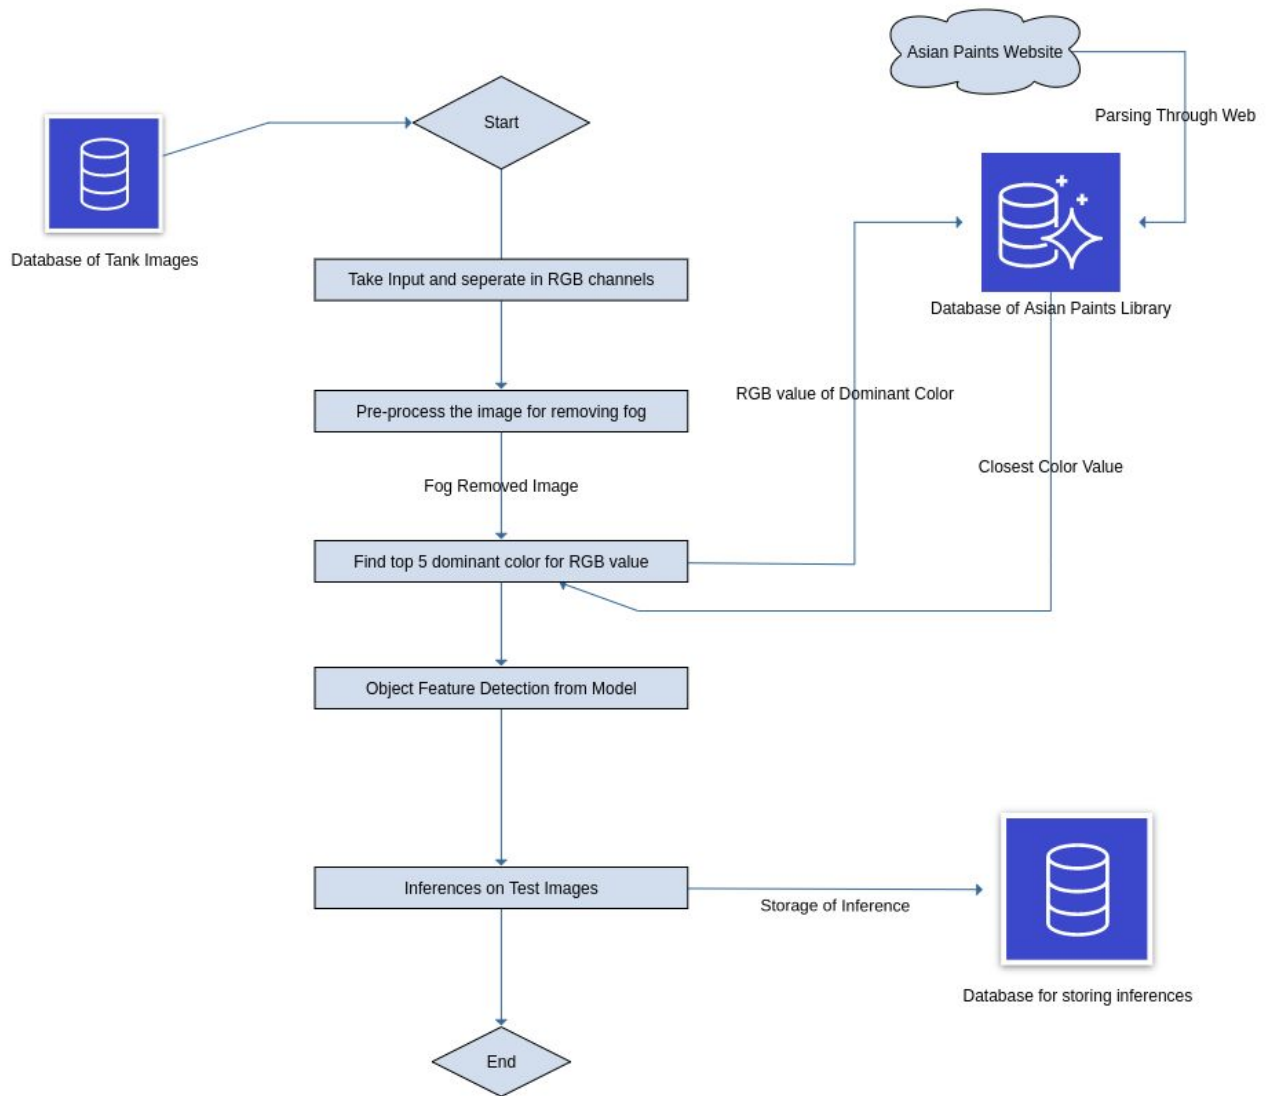 Asian Paints Website
Start
Parsing Through Web
Database of Tank Images
Take Input and seperate in RGB channels
Database of Asian Paints Library
RGB value of Dominant Color
Pre-process the image for removing fog
Closest Color Value
Fog Removed Image
Find top 5 dominant color for RGB value
Object Feature Detection from Model
Inferences on Test Images
Storage of Inference
Database for storing inferences
End